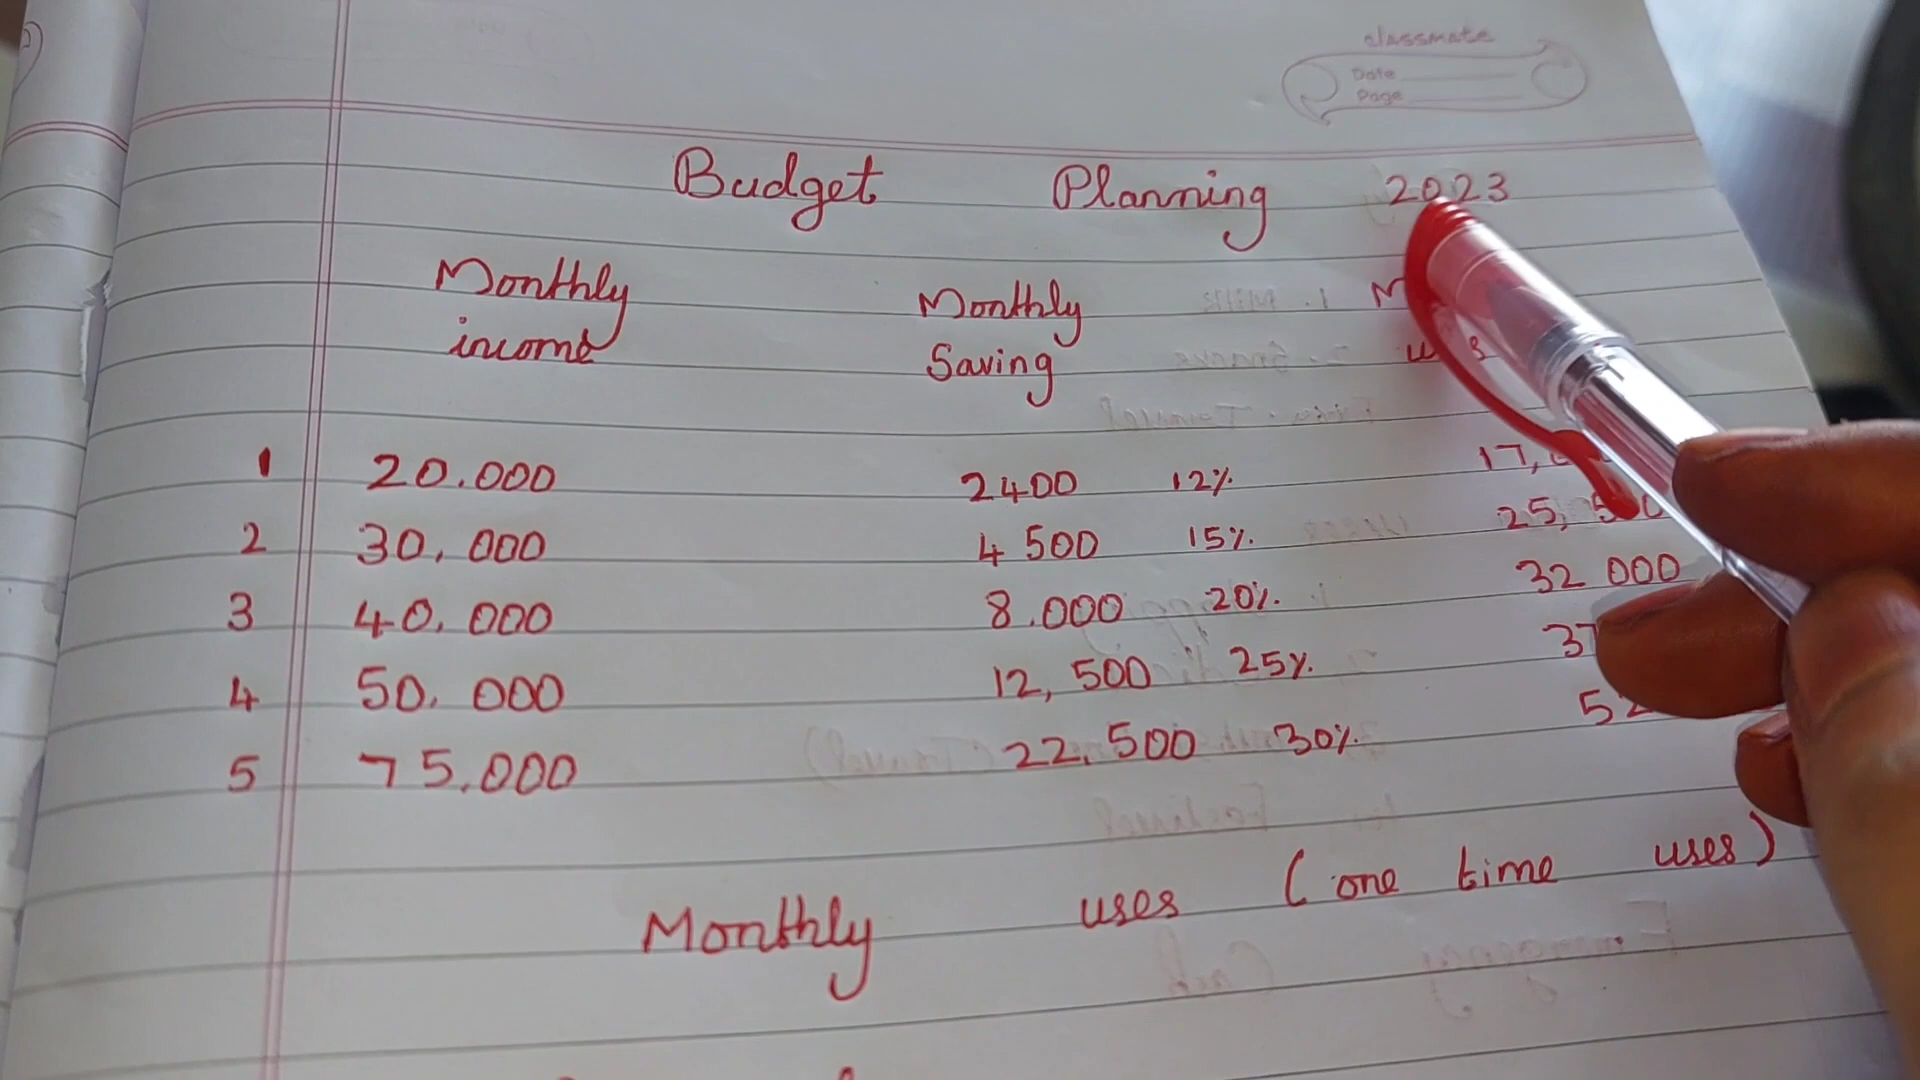 classmate
Date
Page
Budget Planning 2023
Monthly income
Monthly Saving
1 20.000 2400 12%
2 30,000 4 500 15% 25,500
3 40,000 8.000 20% 32 000
4 50,000 12,500 25%
5 75.000 22,500 30%
Monthly uses (one time uses)